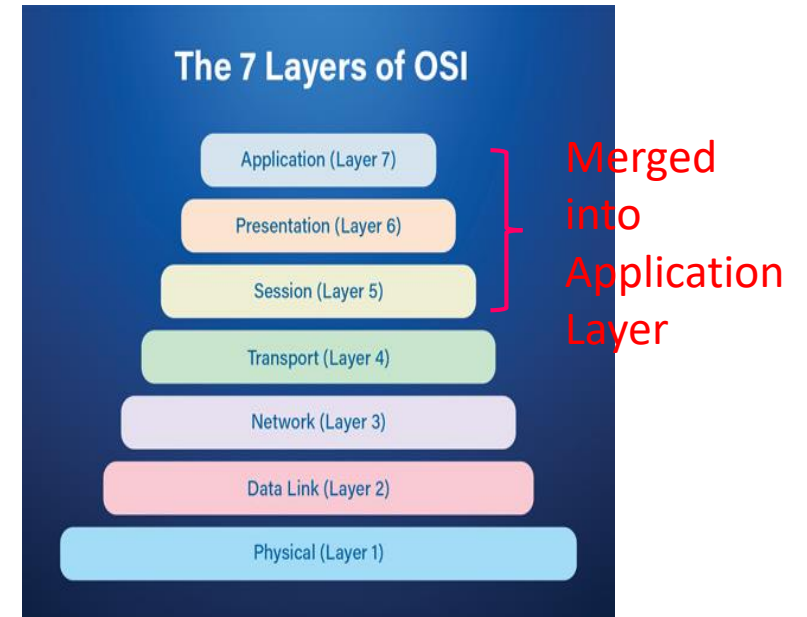 The 7 Layers of OSI
Application (Layer 7)
Presentation (Layer 6)
Session (Layer 5)
Transport (Layer 4)
Network (Layer 3)
Data Link (Layer 2)
Physical (Layer 1)
Merged
into
Application
Layer